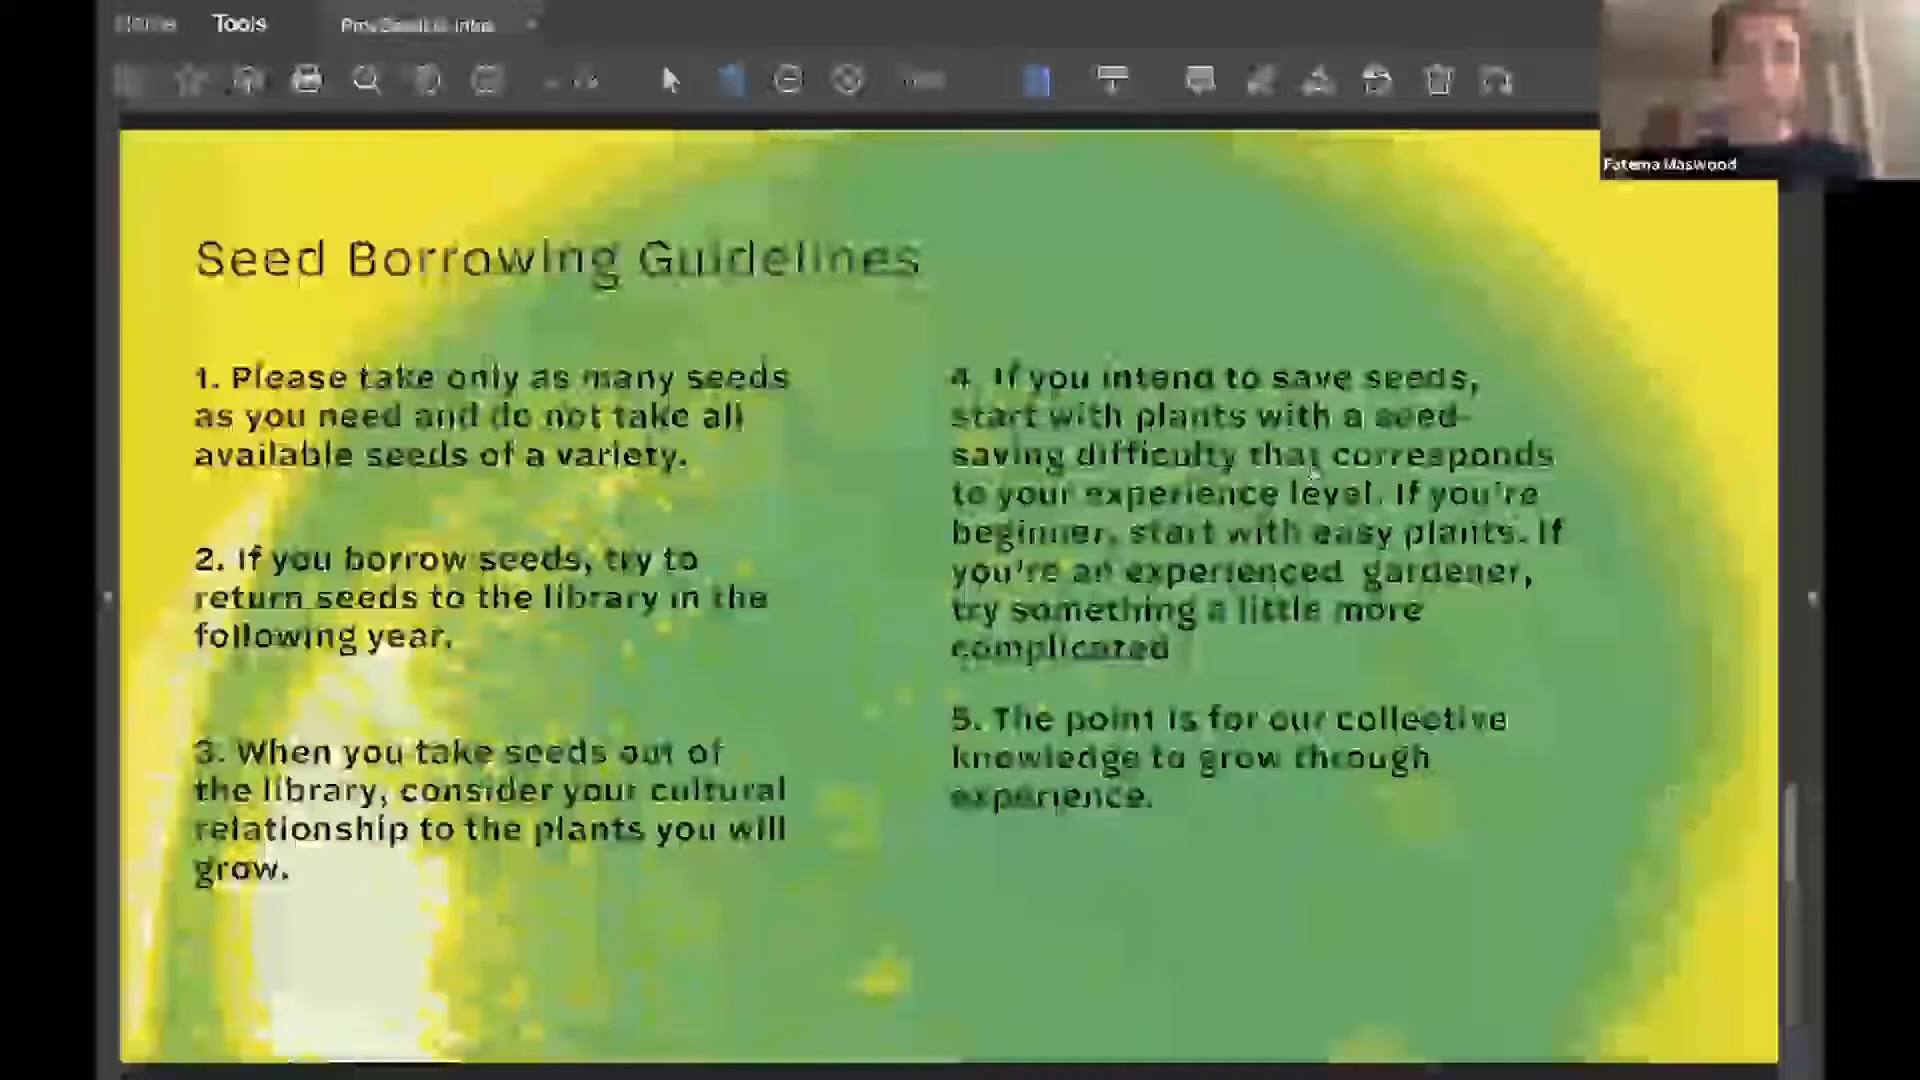 Home
Tools
Fatema Maswood
Seed Borrowing Guidelines
1. Please take only as many seeds
as you need and do not take all
available seeds of a variety.
2. If you borrow seeds, try to
return seeds to the library in the
following year.
3. When you take seeds out of
the library, consider your cultural
relationship to the plants you will
grow.
4. If you intend to save seeds,
start with plants with a seed-
saving difficulty that corresponds
to your experience level. If you're
beginner, start with easy plants. If
you're an experienced gardener,
try something a little more
complicated
5. The point is for our collective
knowledge to grow through
experience.